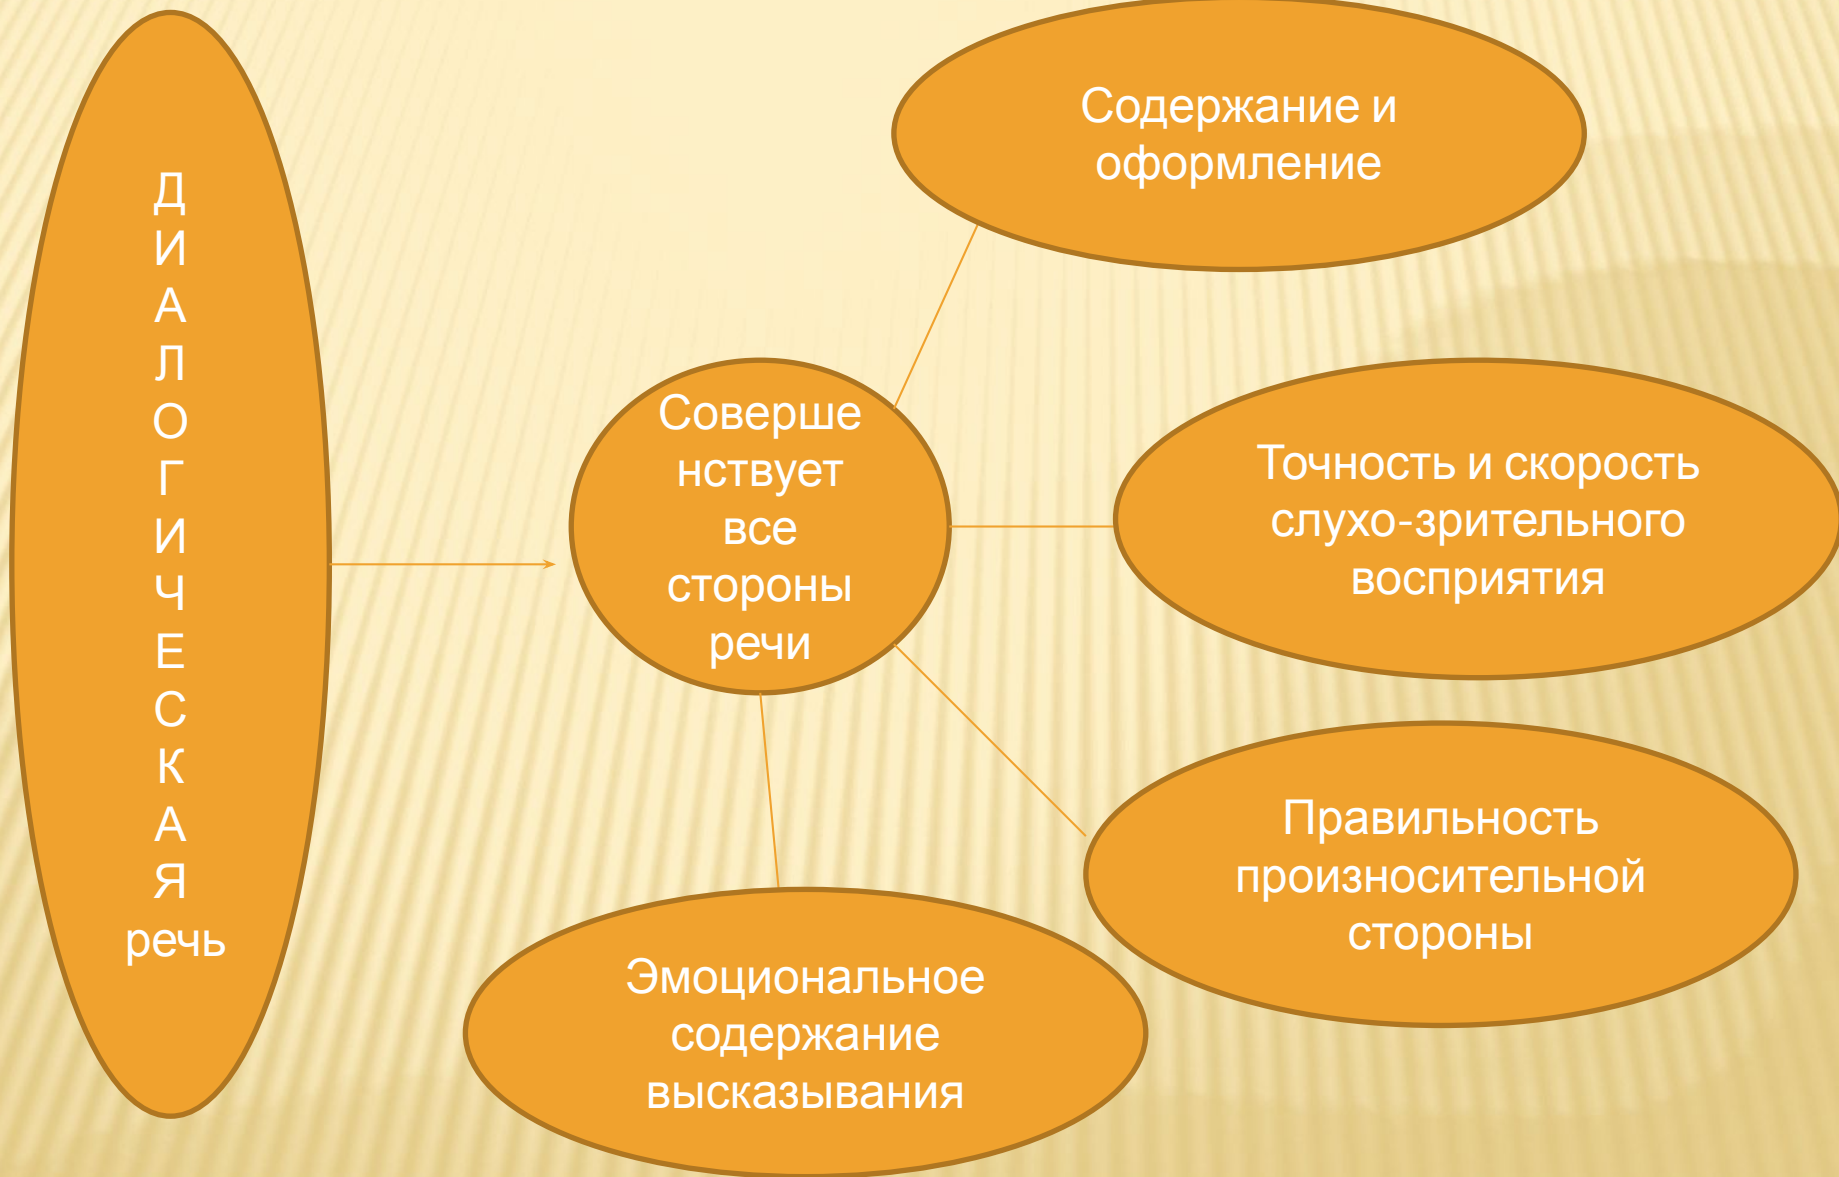 Д
И
А
Л
О
Г
И
Ч
Е
С
К
А
Я
речь
Соверше
нствует
все
стороны
речи
Содержание и
оформление
Точность и скорость
слухо-зрительного
восприятия
Правильность
произносительной
стороны
Эмоциональное
содержание
высказывания